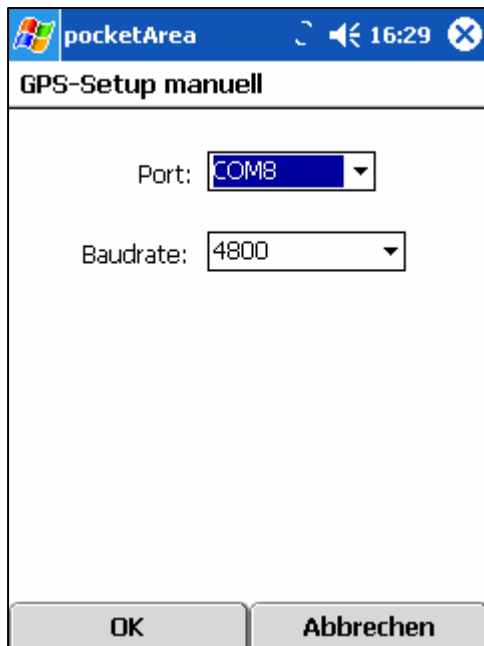 pocketArea 16:29
GPS-Setup manuell
Port: COM8
Baudrate: 4800
OK Abbrechen